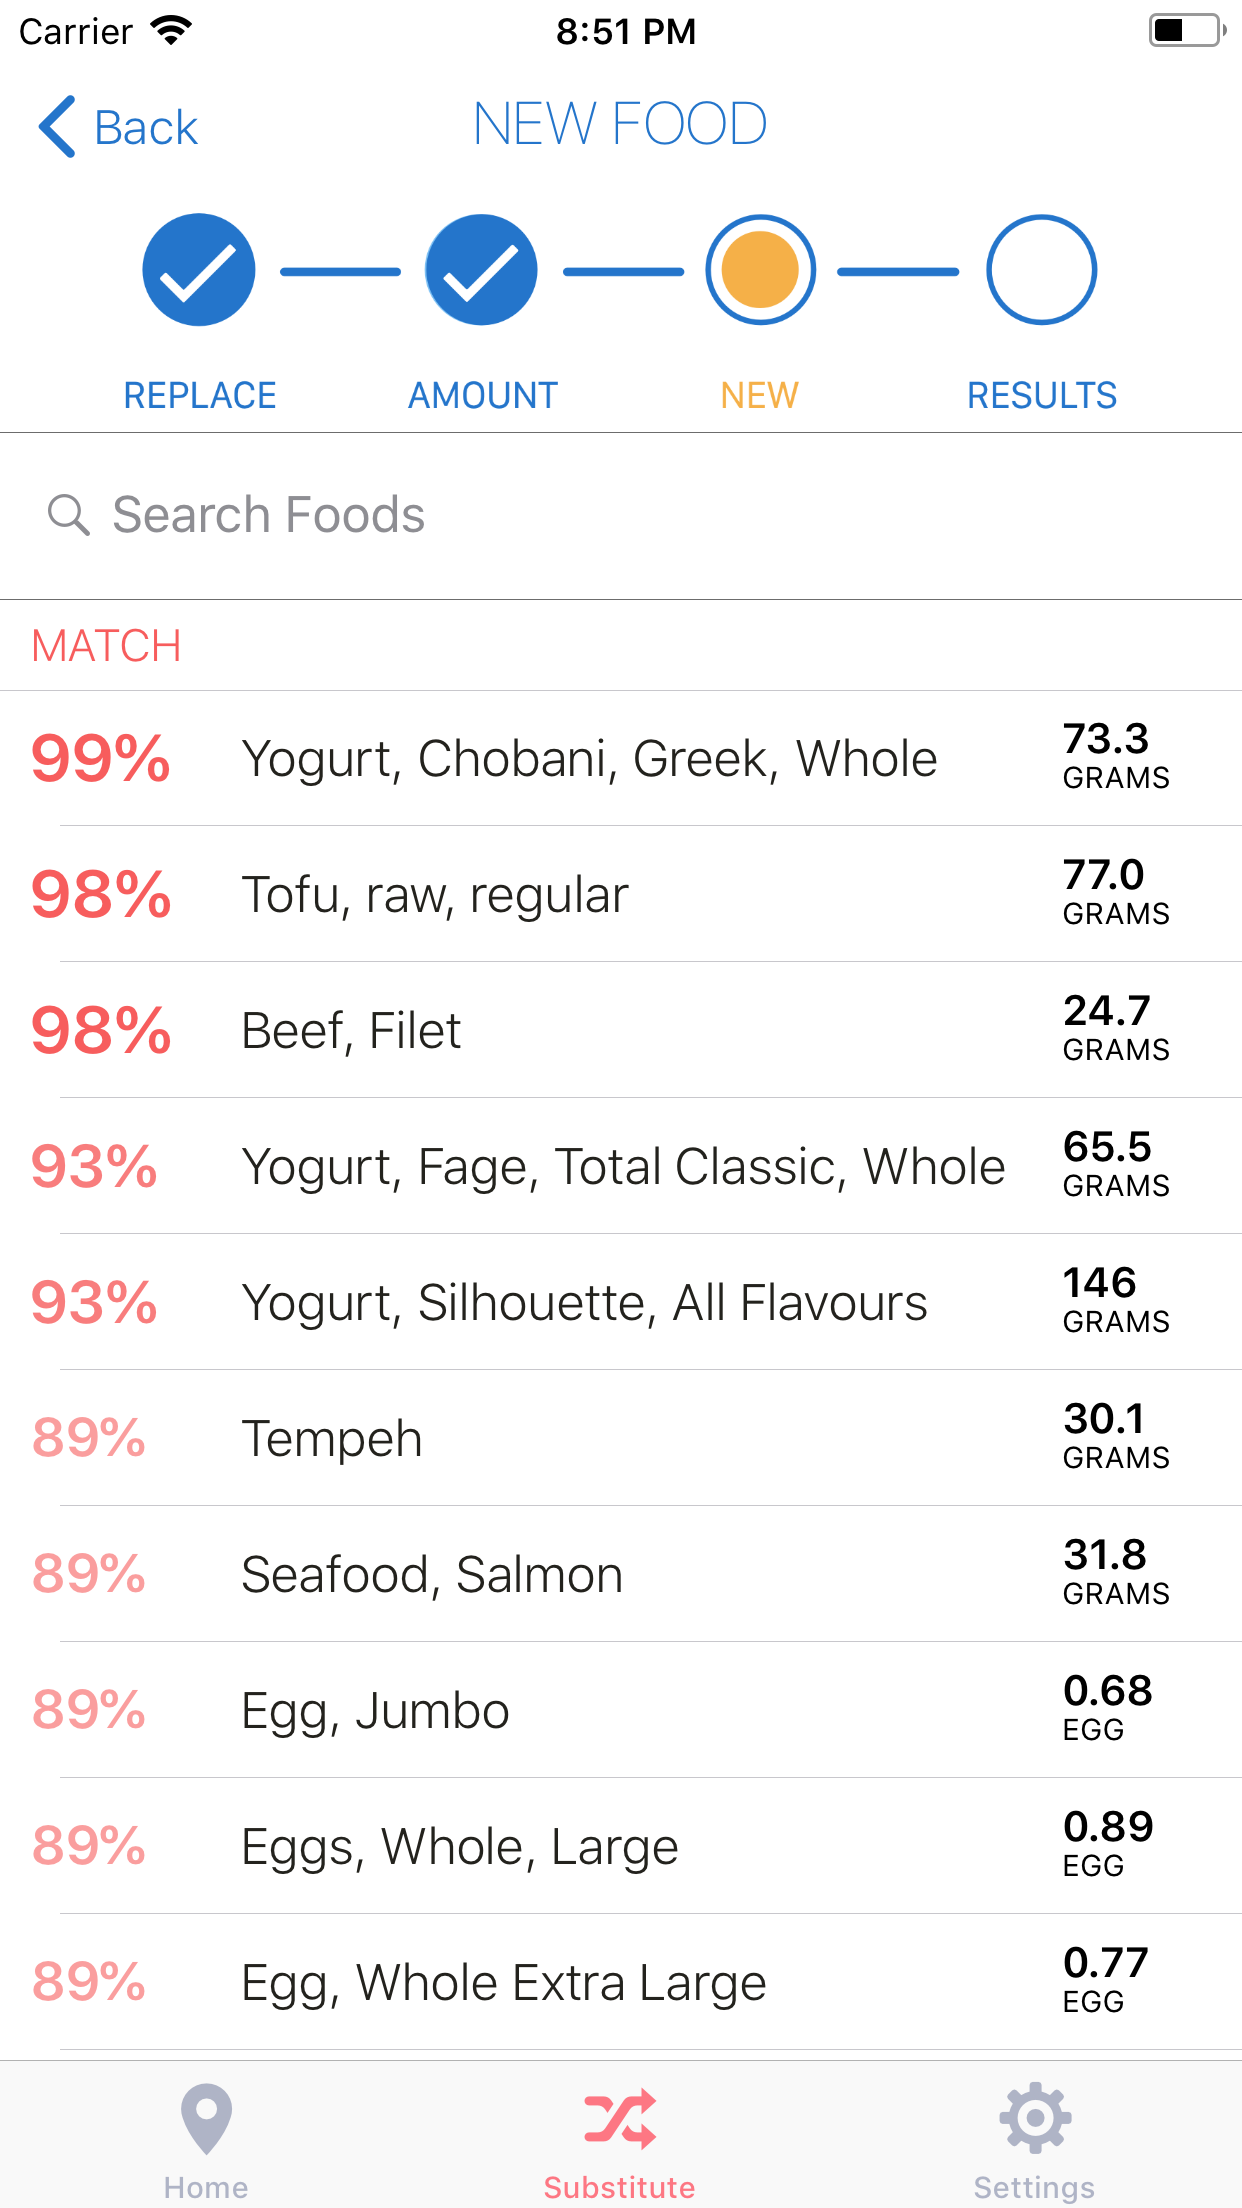 Carrier 8:51 PM
Back NEW FOOD
REPLACE AMOUNT NEW RESULTS
Search Foods
MATCH
99% Yogurt, Chobani, Greek, Whole 73.3 GRAMS
98% Tofu, raw, regular 77.0 GRAMS
98% Beef, Filet 24.7 GRAMS
93% Yogurt, Fage, Total Classic, Whole 65.5 GRAMS
93% Yogurt, Silhouette, All Flavours 146 GRAMS
89% Tempeh 30.1 GRAMS
89% Seafood, Salmon 31.8 GRAMS
89% Egg, Jumbo 0.68 EGG
89% Eggs, Whole, Large 0.89 EGG
89% Egg, Whole Extra Large 0.77 EGG
Home Substitute Settings